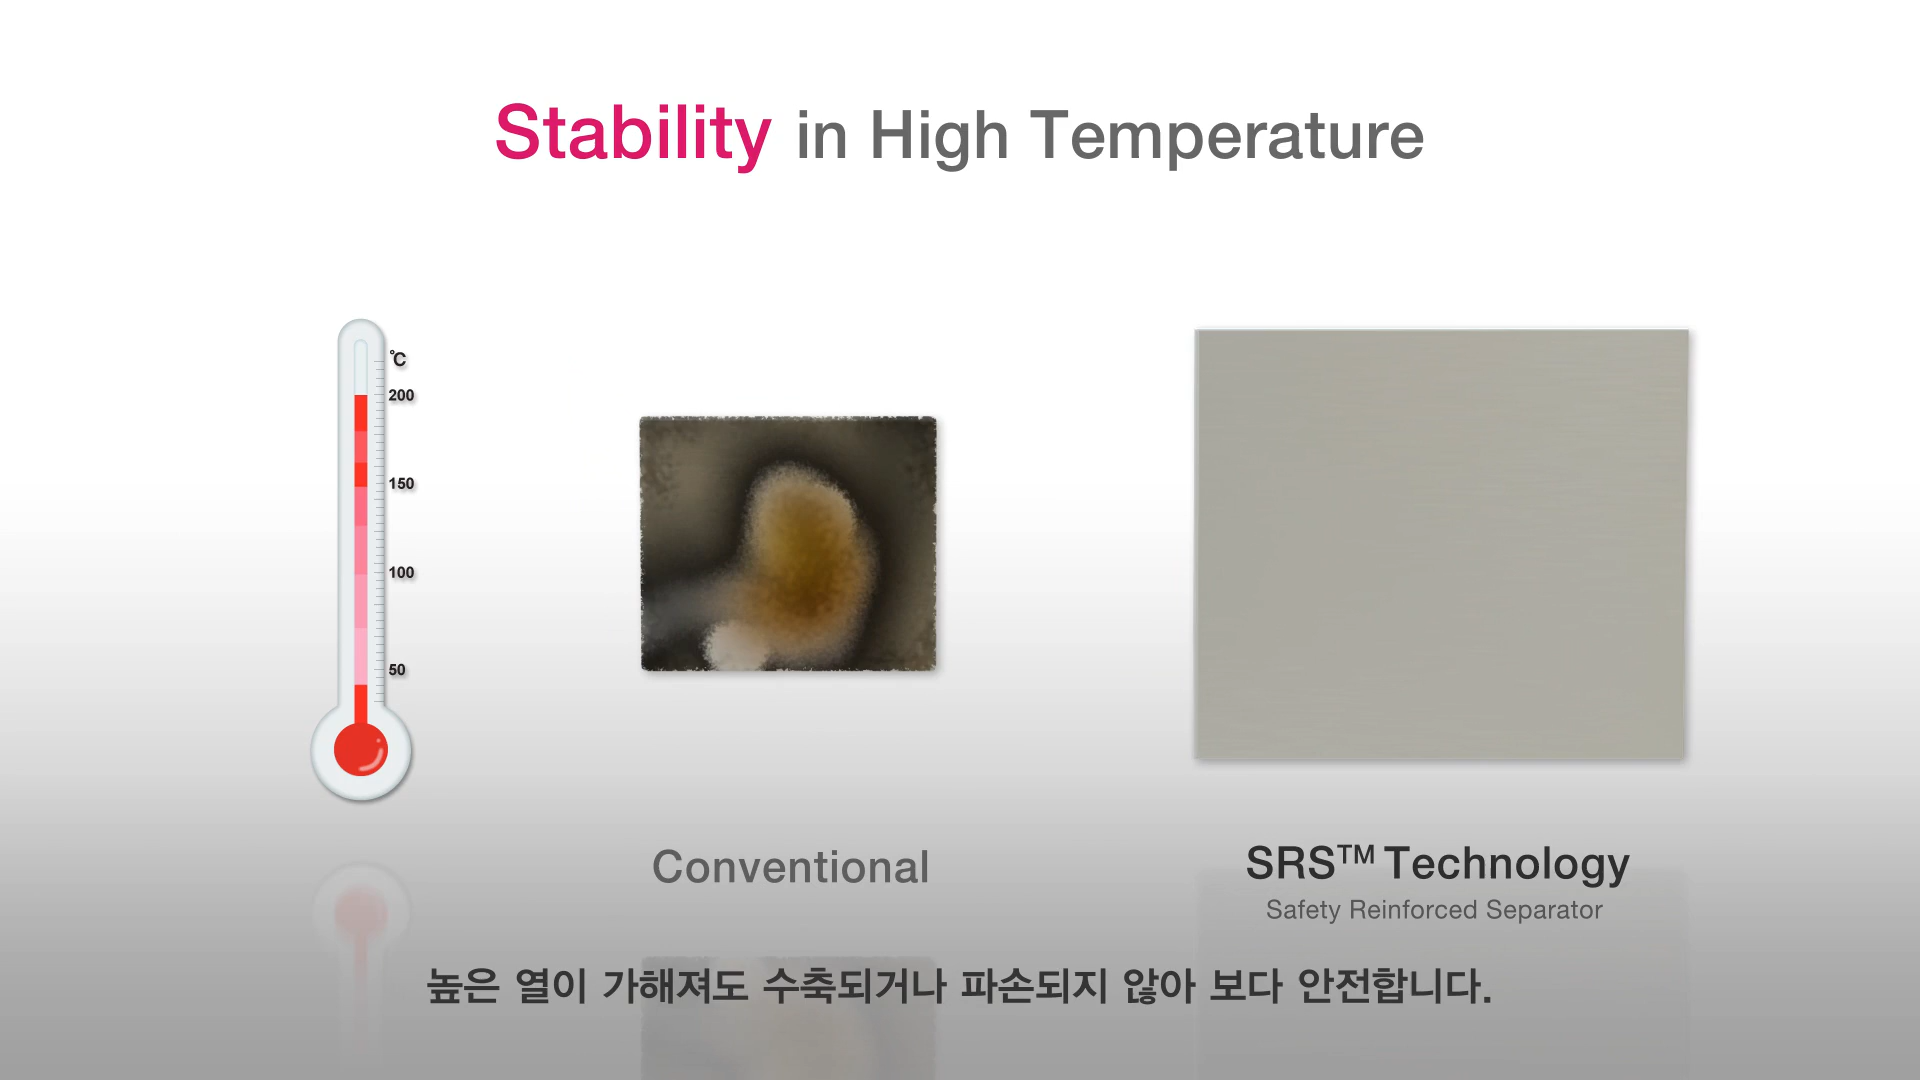 Stability in High Temperature
℃
200
150
100
50
Conventional
SRS™ Technology
Safety Reinforced Separator
높은 열이 가해져도 수축되거나 파손되지 않아 보다 안전합니다.